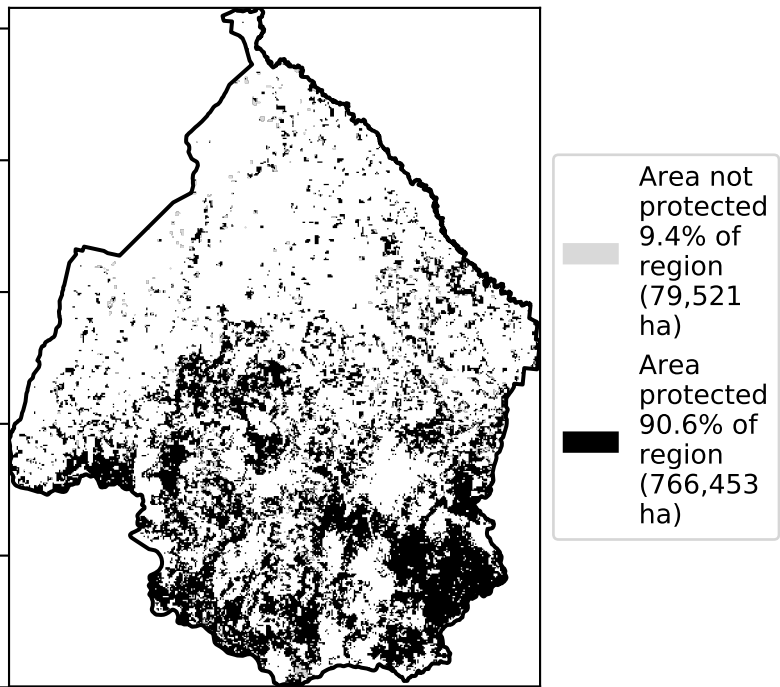 Area not
protected
9.4% of
region
(79,521
ha)
Area
protected
90.6% of
region
(766,453
ha)